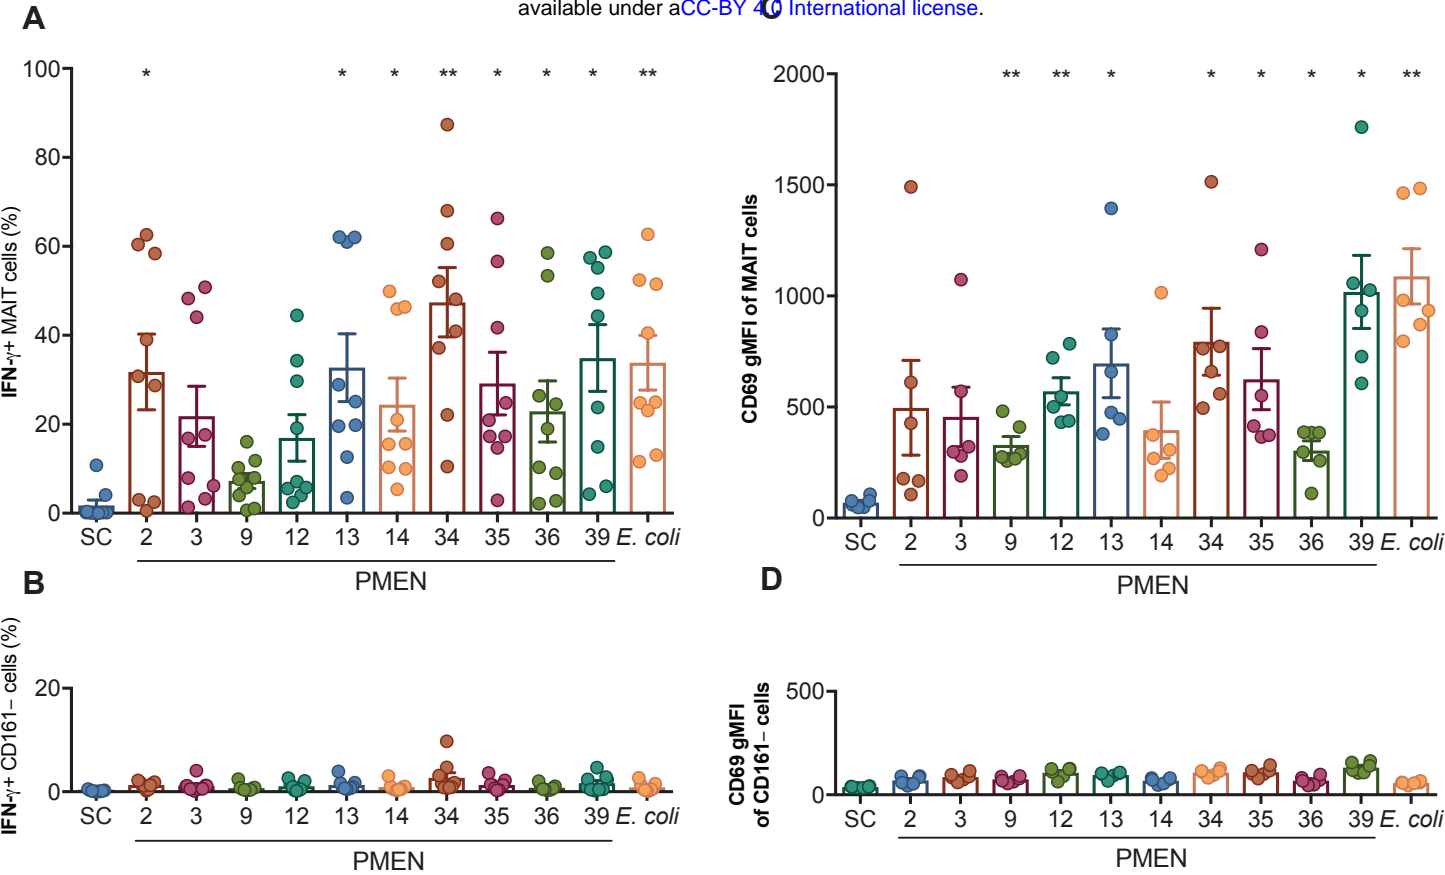 available under aCC-BY 4.0 International license.
A
C
100
80
60
40
20
0
IFN-γ+ MAIT cells (%)
* * * ** * * * **
SC 2 3 9 12 13 14 34 35 36 39 E. coli
PMEN
2000
1500
1000
500
0
CD69 gMFI of MAIT cells
** ** * * * * * **
SC 2 3 9 12 13 14 34 35 36 39 E. coli
PMEN
B
20
0
IFN-γ+ CD161− cells (%)
SC 2 3 9 12 13 14 34 35 36 39 E. coli
PMEN
D
500
0
CD69 gMFI
of CD161− cells
SC 2 3 9 12 13 14 34 35 36 39 E. coli
PMEN